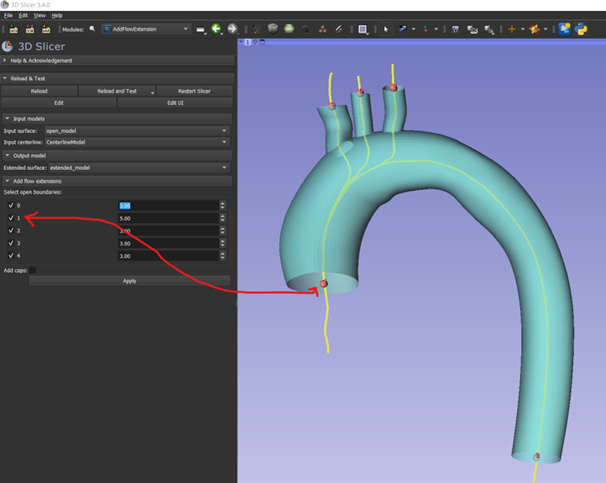 3D Slicer 5.4.0
File Edit View Help
Modules: AddFlowExtension
3D Slicer
Help & Acknowledgement
Reload & Test
Reload Reload and Test Restart Slicer
Edit Edit UI
Input models
Input surface: open_model
Input centerline: CenterlineModel
Output model
Extended surface: extended_model
Add flow extensions
Select open boundaries:
0 3.00
1 5.00
2 3.00
3 3.00
4 3.00
Add caps:
Apply
1